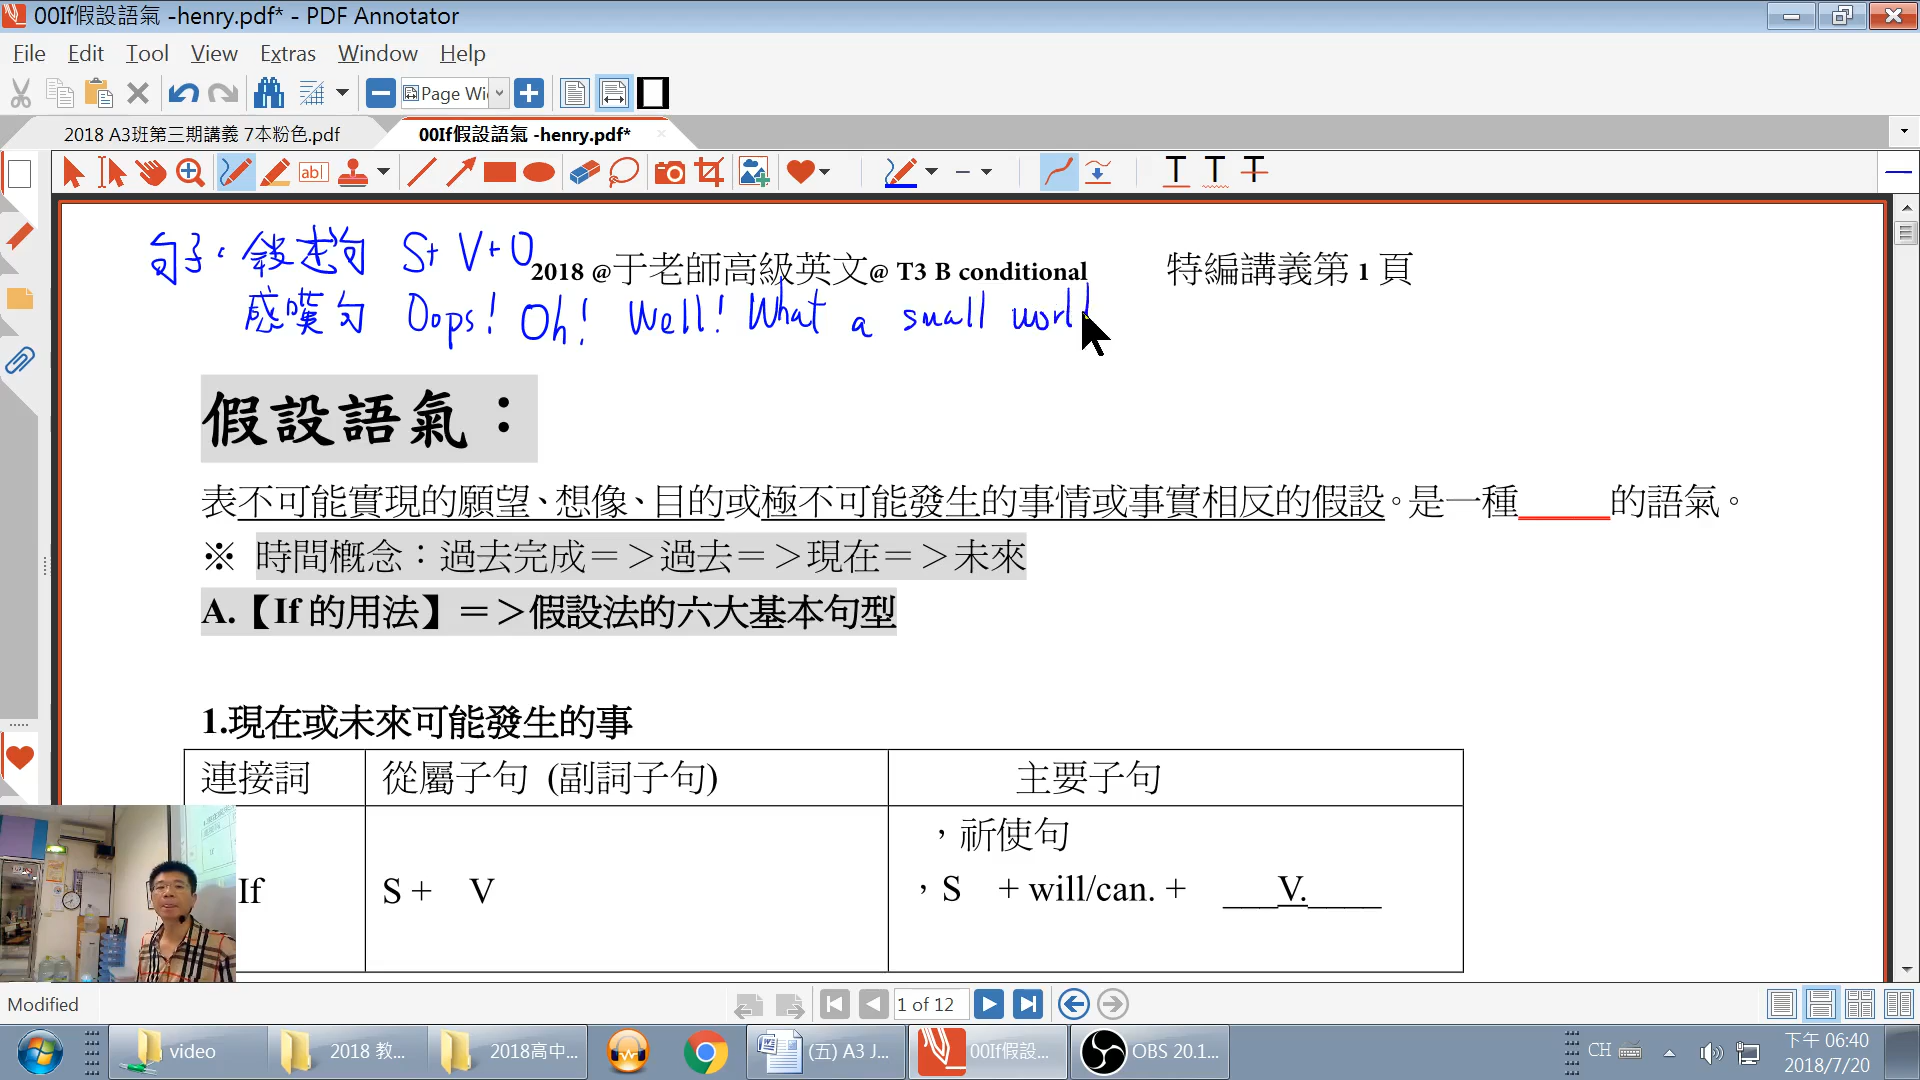 00If假設語氣 -henry.pdf* - PDF Annotator
File Edit Tool View Extras Window Help
Page Wi
2018 A3班第三期講義 7本粉色.pdf
00If假設語氣 -henry.pdf*
句子：敘述句 S+ V+O
2018 @于老師高級英文@ T3 B conditional 特編講義第 1 頁
感嘆句 Oops! Oh! Well! What a small worl
假設語氣：
表不可能實現的願望、想像、目的或極不可能發生的事情或事實相反的假設。是一種_____的語氣。
※ 時間概念：過去完成＝＞過去＝＞現在＝＞未來
A.【If 的用法】＝＞假設法的六大基本句型
1.現在或未來可能發生的事
連接詞 從屬子句 (副詞子句) 主要子句
，祈使句
If S + V ，S + will/can. + ___V.____
Modified
1 of 12
video
2018 教...
2018高中...
(五) A3 J...
00If假設...
OBS 20.1...
CH
下午 06:40
2018/7/20